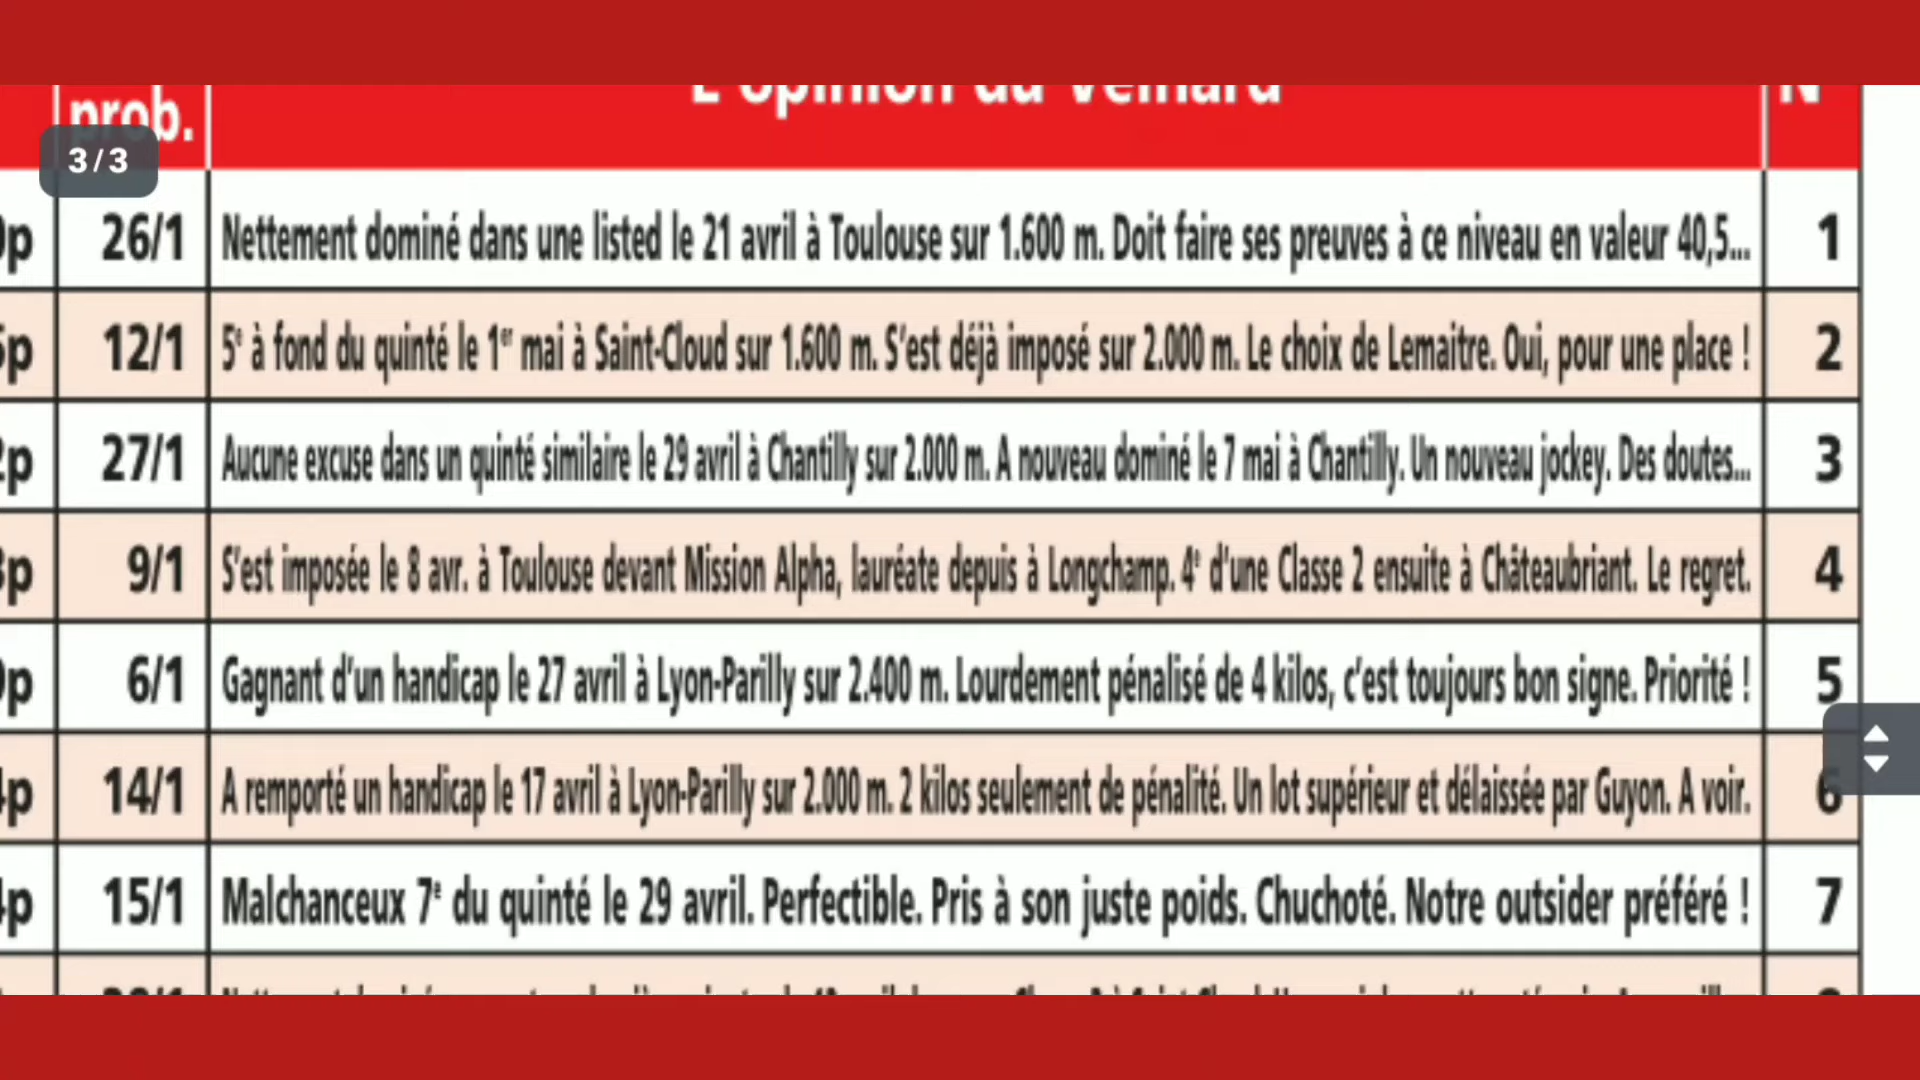 prob. L'opinion du Veinard N
3/3
p 26/1 Nettement dominé dans une listed le 21 avril à Toulouse sur 1.600 m. Doit faire ses preuves à ce niveau en valeur 40,5... 1
p 12/1 5e à fond du quinté le 1er mai à Saint-Cloud sur 1.600 m. S'est déjà imposé sur 2.000 m. Le choix de Lemaitre. Oui, pour une place ! 2
p 27/1 Aucune excuse dans un quinté similaire le 29 avril à Chantilly sur 2.000 m. A nouveau dominé le 7 mai à Chantilly. Un nouveau jockey. Des doutes... 3
p 9/1 S'est imposée le 8 avr. à Toulouse devant Mission Alpha, lauréate depuis à Longchamp. 4e d'une Classe 2 ensuite à Châteaubriant. Le regret. 4
p 6/1 Gagnant d'un handicap le 27 avril à Lyon-Parilly sur 2.400 m. Lourdement pénalisé de 4 kilos, c'est toujours bon signe. Priorité ! 5
p 14/1 A remporté un handicap le 17 avril à Lyon-Parilly sur 2.000 m. 2 kilos seulement de pénalité. Un lot supérieur et délaissée par Guyon. A voir. 6
p 15/1 Malchanceux 7e du quinté le 29 avril. Perfectible. Pris à son juste poids. Chuchoté. Notre outsider préféré ! 7